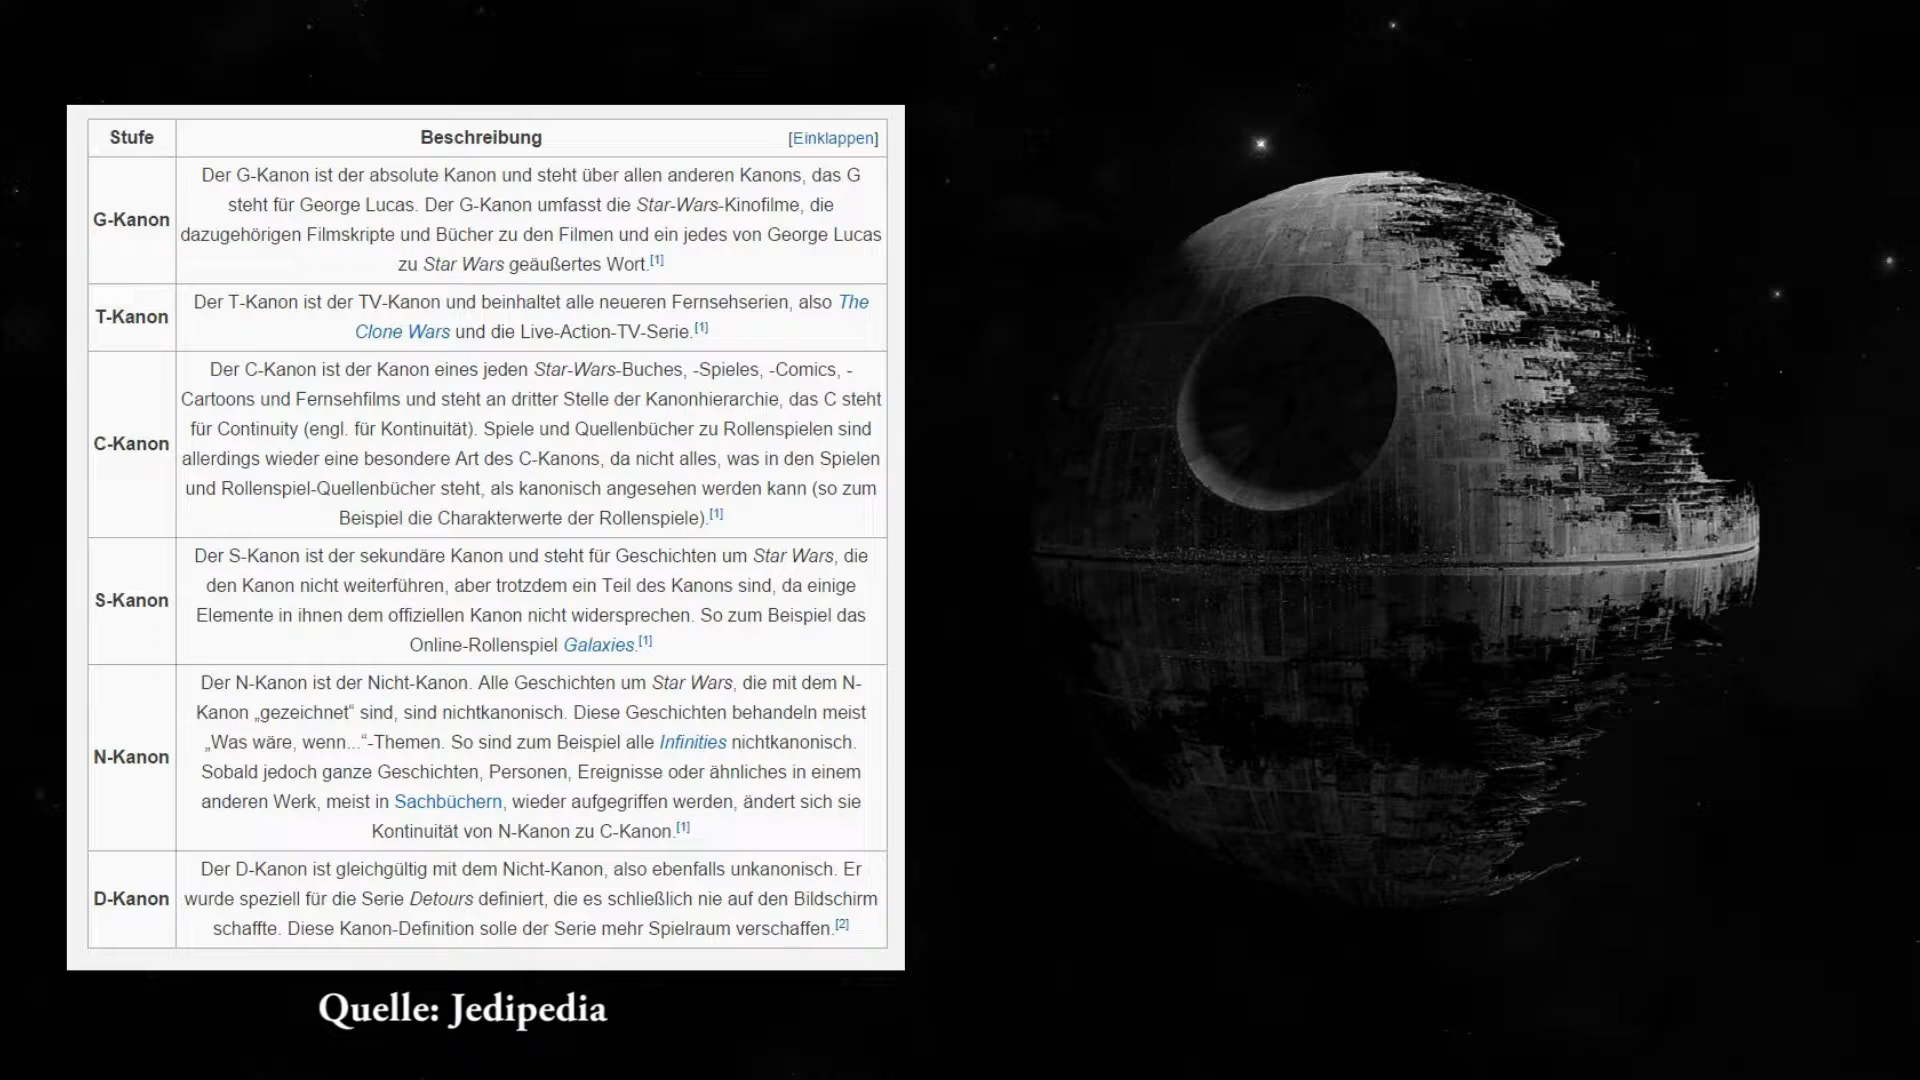 Stufe Beschreibung [Einklappen]
G-Kanon
Der G-Kanon ist der absolute Kanon und steht über allen anderen Kanons, das G
steht für George Lucas. Der G-Kanon umfasst die Star-Wars-Kinofilme, die
dazugehörigen Filmskripte und Bücher zu den Filmen und ein jedes von George Lucas
zu Star Wars geäußertes Wort.[1]
T-Kanon
Der T-Kanon ist der TV-Kanon und beinhaltet alle neueren Fernsehserien, also The
Clone Wars und die Live-Action-TV-Serie.[1]
C-Kanon
Der C-Kanon ist der Kanon eines jeden Star-Wars-Buches, -Spieles, -Comics, -
Cartoons und Fernsehfilms und steht an dritter Stelle der Kanonhierarchie, das C steht
für Continuity (engl. für Kontinuität). Spiele und Quellenbücher zu Rollenspielen sind
allerdings wieder eine besondere Art des C-Kanons, da nicht alles, was in den Spielen
und Rollenspiel-Quellenbücher steht, als kanonisch angesehen werden kann (so zum
Beispiel die Charakterwerte der Rollenspiele).[1]
S-Kanon
Der S-Kanon ist der sekundäre Kanon und steht für Geschichten um Star Wars, die
den Kanon nicht weiterführen, aber trotzdem ein Teil des Kanons sind, da einige
Elemente in ihnen dem offiziellen Kanon nicht widersprechen. So zum Beispiel das
Online-Rollenspiel Galaxies.[1]
N-Kanon
Der N-Kanon ist der Nicht-Kanon. Alle Geschichten um Star Wars, die mit dem N-
Kanon „gezeichnet“ sind, sind nichtkanonisch. Diese Geschichten behandeln meist
„Was wäre, wenn...“-Themen. So sind zum Beispiel alle Infinities nichtkanonisch.
Sobald jedoch ganze Geschichten, Personen, Ereignisse oder ähnliches in einem
anderen Werk, meist in Sachbüchern, wieder aufgegriffen werden, ändert sich sie
Kontinuität von N-Kanon zu C-Kanon.[1]
D-Kanon
Der D-Kanon ist gleichgültig mit dem Nicht-Kanon, also ebenfalls unkanonisch. Er
wurde speziell für die Serie Detours definiert, die es schließlich nie auf den Bildschirm
schaffte. Diese Kanon-Definition solle der Serie mehr Spielraum verschaffen.[2]
Quelle: Jedipedia